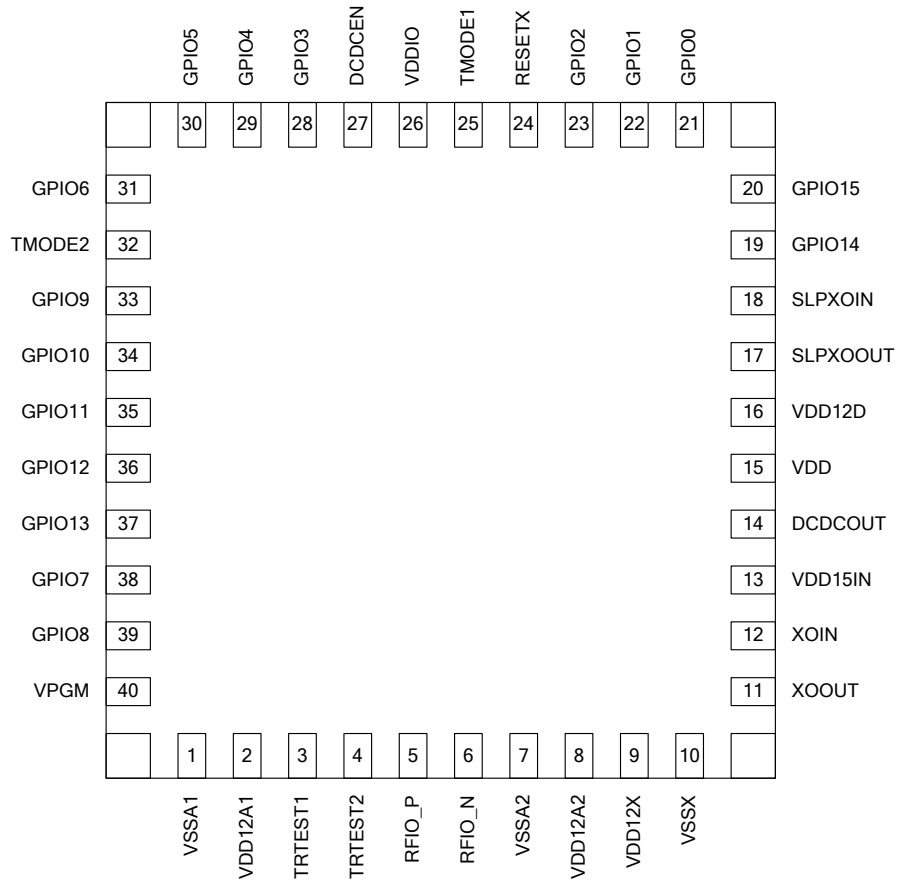 GPIO5 GPIO4 GPIO3 DCDCEN VDDIO TMODE1 RESETX GPIO2 GPIO1 GPIO0
30 29 28 27 26 25 24 23 22 21
GPIO6 31 20 GPIO15
TMODE2 32 19 GPIO14
GPIO9 33 18 SLPXOIN
GPIO10 34 17 SLPXOOUT
GPIO11 35 16 VDD12D
GPIO12 36 15 VDD
GPIO13 37 14 DCDCOUT
GPIO7 38 13 VDD15IN
GPIO8 39 12 XOIN
VPGM 40 11 XOOUT
1 2 3 4 5 6 7 8 9 10
VSSA1 VDD12A1 TRTEST1 TRTEST2 RFIO_P RFIO_N VSSA2 VDD12A2 VDD12X VSSX